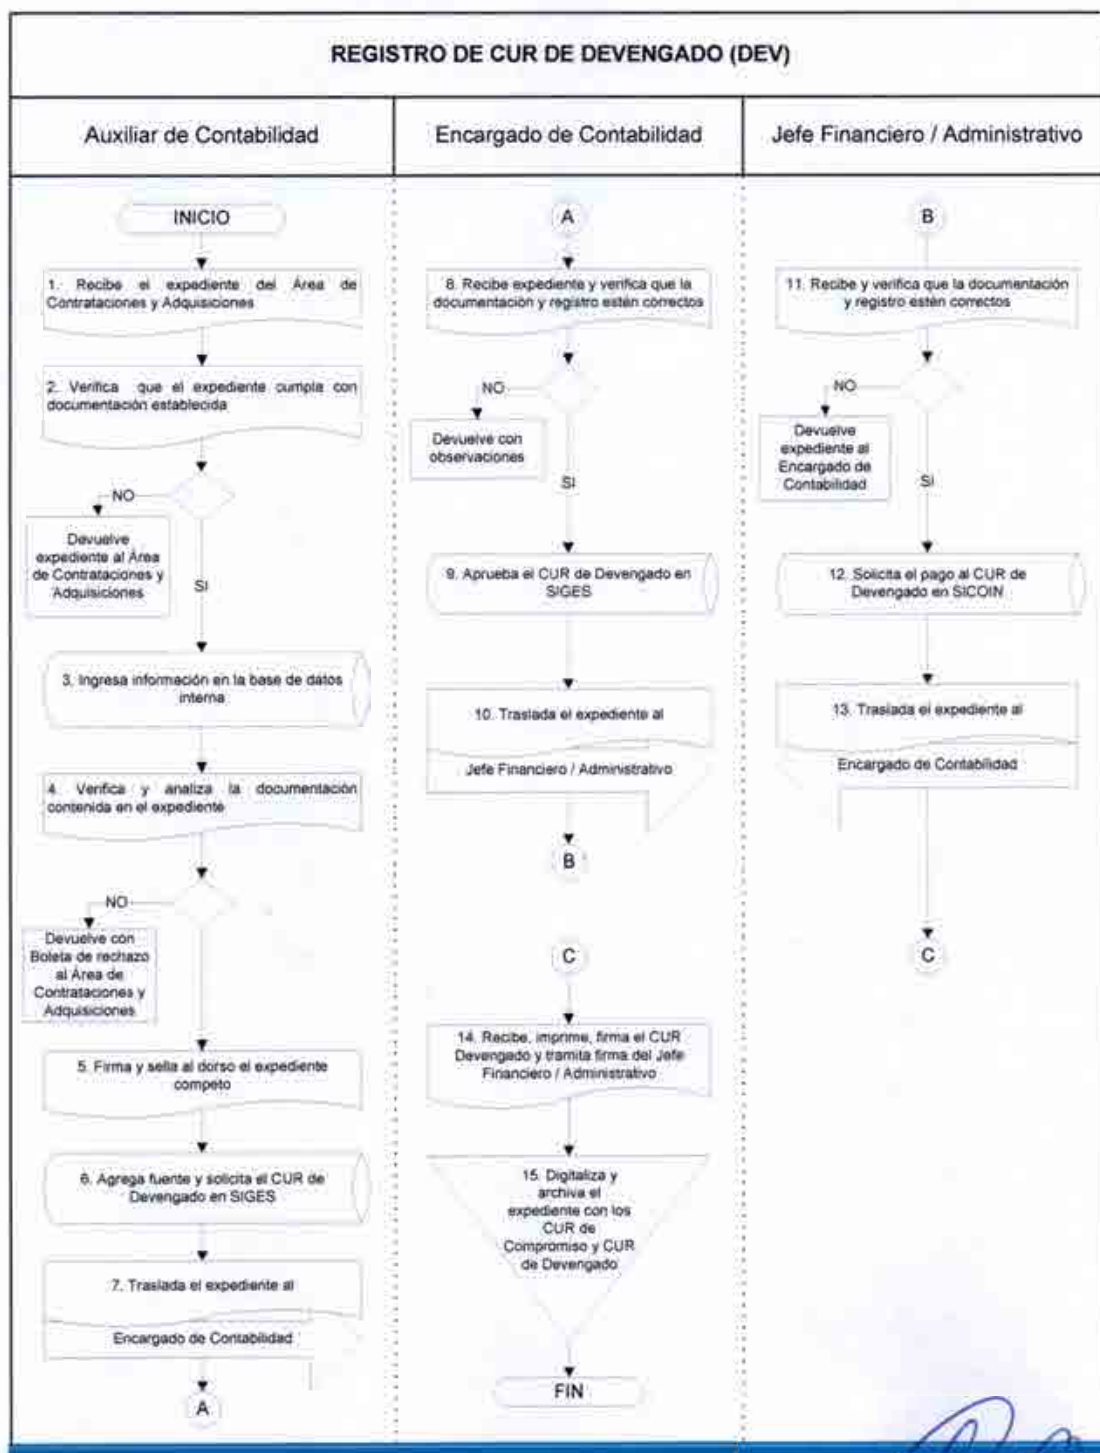 REGISTRO DE CUR DE DEVENGADO (DEV)
Auxiliar de Contabilidad
INICIO
1. Recibe el expediente del Área de
Contrataciones y Adquisiciones
2. Verifica que el expediente cumpla con
documentación establecida
NO
Devuelve
expediente al Área
de Contrataciones y
Adquisiciones
SI
3. Ingresa información en la base de datos
interna
4. Verifica y analiza la documentación
contenida en el expediente
NO
Devuelve con
Boleta de rechazo
al Área de
Contrataciones y
Adquisiciones
5. Firma y sella al dorso el expediente
competo
6. Agrega fuente y solicita el CUR de
Devengado en SIGES
7. Traslada el expediente al
Encargado de Contabilidad
A
Encargado de Contabilidad
A
8. Recibe expediente y verifica que la
documentación y registro estén correctos
NO
Devuelve con
observaciones
SI
9. Aprueba el CUR de Devengado en
SIGES
10. Traslada el expediente al
Jefe Financiero / Administrativo
B
C
14. Recibe, imprime, firma el CUR
Devengado y tramita firma del Jefe
Financiero / Administrativo
15. Digitaliza y
archiva el
expediente con los
CUR de
Compromiso y CUR
de Devengado
FIN
Jefe Financiero / Administrativo
B
11. Recibe y verifica que la documentación
y registro estén correctos
NO
Devuelve
expediente al
Encargado de
Contabilidad
SI
12. Solicita el pago al CUR de
Devengado en SICOIN
13. Traslada el expediente al
Encargado de Contabilidad
C